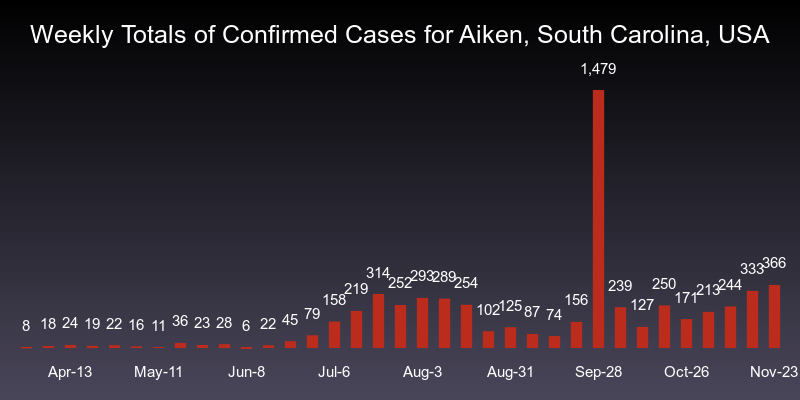 Weekly Totals of Confirmed Cases for Aiken, South Carolina, USA
1,479
8 18 24 19 22 16 11 36 23 28 6 22 45 79 158 219 314 252 293 289 254 102 125 87 74 156 239 127 250 171 213 244 333 366
Apr-13 May-11 Jun-8 Jul-6 Aug-3 Aug-31 Sep-28 Oct-26 Nov-23